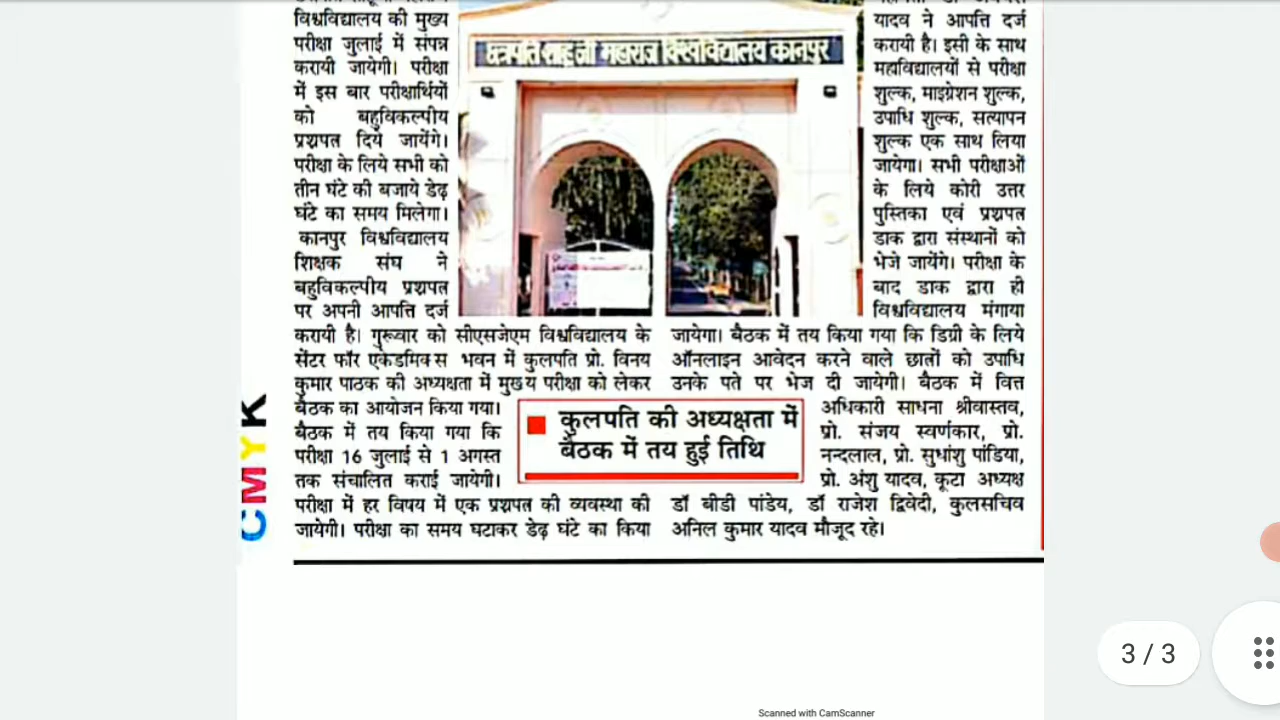 विश्वविद्यालय की मुख्य
परीक्षा जुलाई में संपन्न
करायी जायेगी। परीक्षा
में इस बार परीक्षार्थियों
को बहुविकल्पीय
प्रश्नपत्र दिये जायेंगे।
परीक्षा के लिये सभी को
तीन घंटे की बजाये डेढ़
घंटे का समय मिलेगा।
कानपुर विश्वविद्यालय
शिक्षक संघ ने
बहुविकल्पीय प्रश्नपत्र
पर अपनी आपत्ति दर्ज
करायी है। गुरूवार को सीएसजेएम विश्वविद्यालय के
सेंटर फॉर एकेडमिक्स भवन में कुलपति प्रो. विनय
कुमार पाठक की अध्यक्षता में मुख्य परीक्षा को लेकर
बैठक का आयोजन किया गया।
बैठक में तय किया गया कि
परीक्षा 16 जुलाई से 1 अगस्त
तक संचालित कराई जायेगी।
परीक्षा में हर विषय में एक प्रश्नपत्र की व्यवस्था की
जायेगी। परीक्षा का समय घटाकर डेढ़ घंटे का किया
छत्रपति शाहू जी महाराज विश्वविद्यालय कानपुर
कुलपति की अध्यक्षता में
बैठक में तय हुई तिथि
यादव ने आपत्ति दर्ज
करायी है। इसी के साथ
महाविद्यालयों से परीक्षा
शुल्क, माइग्रेशन शुल्क,
उपाधि शुल्क, सत्यापन
शुल्क एक साथ लिया
जायेगा। सभी परीक्षाओं
के लिये कोरी उत्तर
पुस्तिका एवं प्रश्नपत्र
डाक द्वारा संस्थानों को
भेजे जायेंगे। परीक्षा के
बाद डाक द्वारा ही
विश्वविद्यालय मंगाया
जायेगा। बैठक में तय किया गया कि डिग्री के लिये
ऑनलाइन आवेदन करने वाले छात्रों को उपाधि
उनके पते पर भेज दी जायेगी। बैठक में वित्त
अधिकारी साधना श्रीवास्तव,
प्रो. संजय स्वर्णकार, प्रो.
नन्दलाल, प्रो. सुधांशु पांडिया,
प्रो. अंशु यादव, कूटा अध्यक्ष
डॉ बीडी पांडेय, डॉ राजेश द्विवेदी, कुलसचिव
अनिल कुमार यादव मौजूद रहे।
CMYK
3 / 3
Scanned with CamScanner